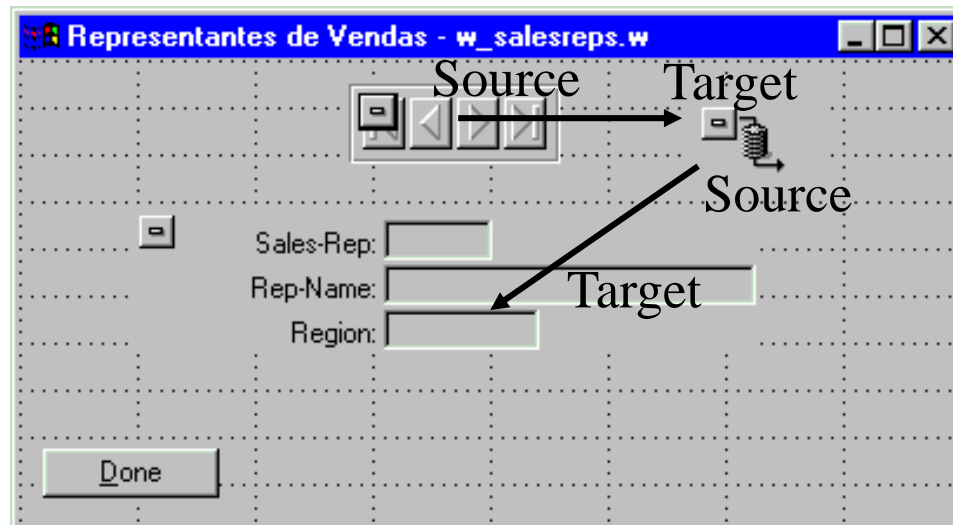 Representantes de Vendas - w_salesreps.w
Source Target
Source
Sales-Rep:
Rep-Name: Target
Region:
Done